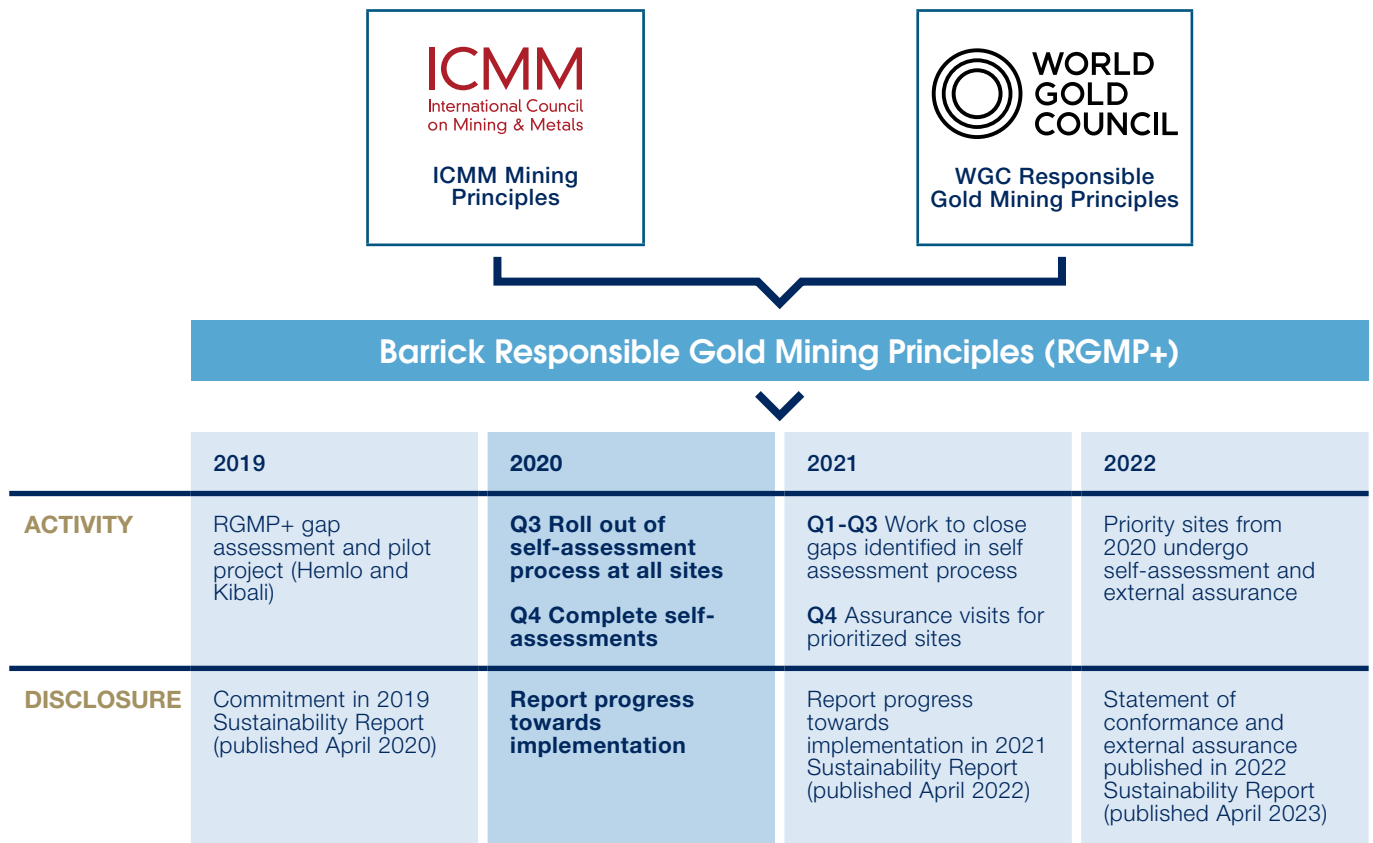 ICMM
International Council
on Mining & Metals
ICMM Mining
Principles
WORLD
GOLD
COUNCIL
WGC Responsible
Gold Mining Principles
Barrick Responsible Gold Mining Principles (RGMP+)
2019
2020
2021
2022
ACTIVITY
RGMP+ gap
assessment and pilot
project (Hemlo and
Kibali)
Q3 Roll out of
self-assessment
process at all sites
Q4 Complete self-
assessments
Q1-Q3 Work to close
gaps identified in self
assessment process
Q4 Assurance visits for
prioritized sites
Priority sites from
2020 undergo
self-assessment and
external assurance
DISCLOSURE
Commitment in 2019
Sustainability Report
(published April 2020)
Report progress
towards
implementation
Report progress
towards
implementation in 2021
Sustainability Report
(published April 2022)
Statement of
conformance and
external assurance
published in 2022
Sustainability Report
(published April 2023)